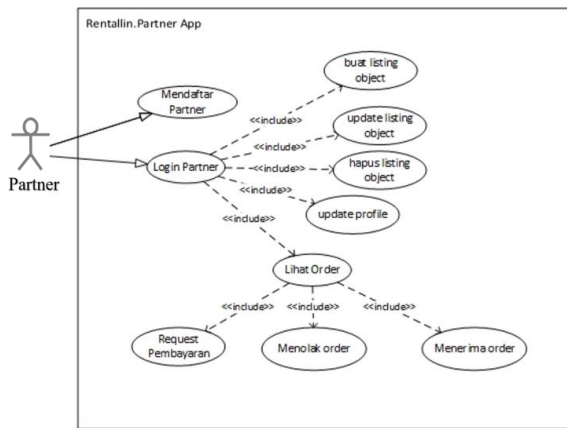 Rentallin.Partner App
buat listing
object
Mendaftar
Partner
<<include>>
update listing
object
<<include>>
Login Partner
<<include>>
hapus listing
object
<<include>>
Partner
update profile
<<include>>
Lihat Order
<<include>>
<<include>>
<<include>>
Request
Pembayaran
Menolak order
Menerima order